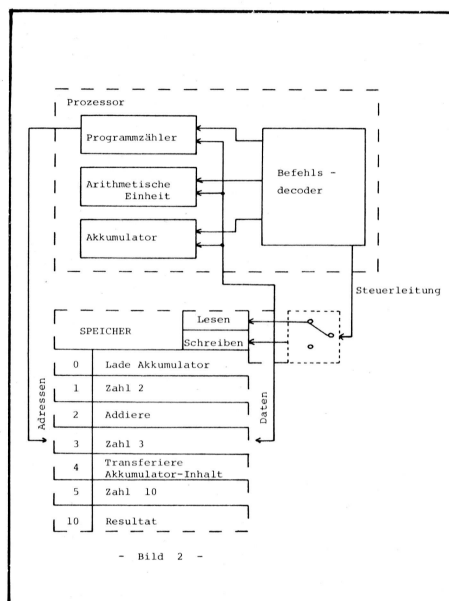 Prozessor
Programmzähler
Arithmetische
Einheit
Akkumulator
Befehls -
decoder
Steuerleitung
SPEICHER
Lesen
Schreiben
Adressen
Daten
0 Lade Akkumulator
1 Zahl 2
2 Addiere
3 Zahl 3
4 Transferiere
Akkumulator-Inhalt
5 Zahl 10
10 Resultat
- Bild 2 -